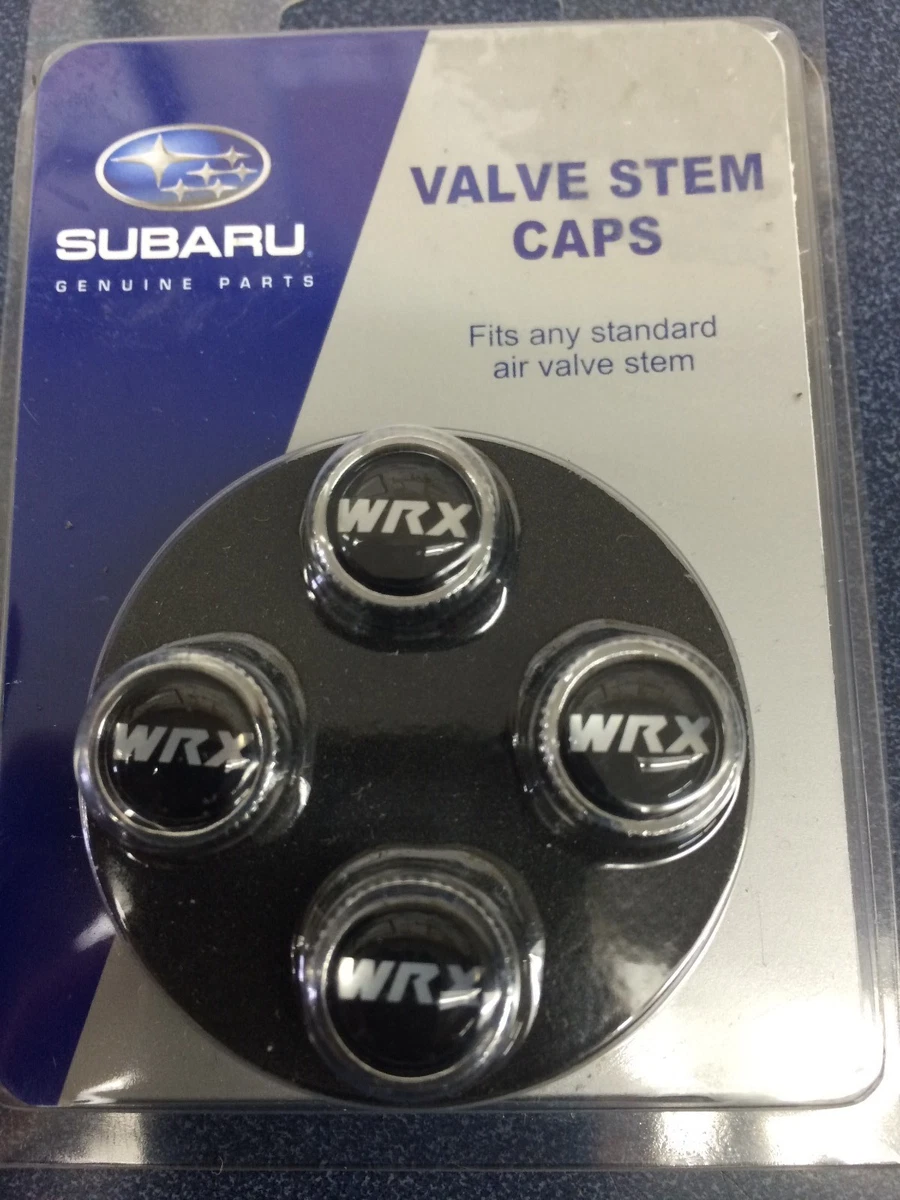 SUBARU
GENUINE PARTS
VALVE STEM
CAPS
Fits any standard
air valve stem
WRX
WRX
WRX
WRX